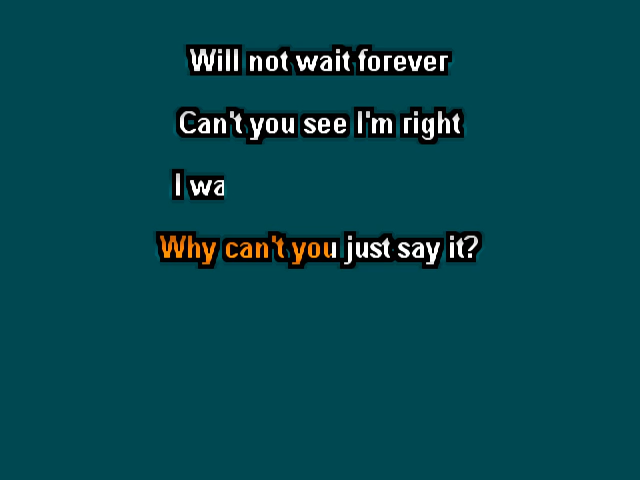 Will not wait forever
Can't you see I'm right
I wa
Why can't you just say it?